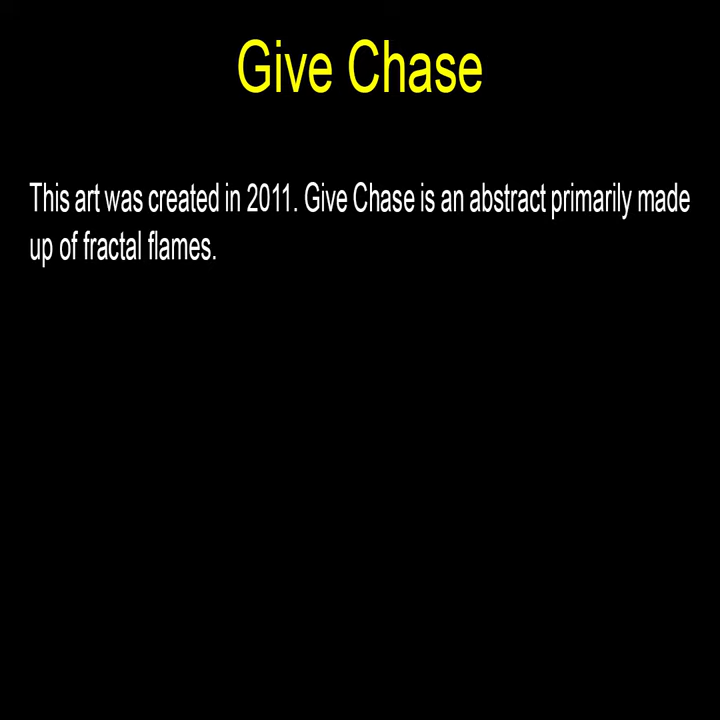 Give Chase
This art was created in 2011. Give Chase is an abstract primarily made
up of fractal flames.